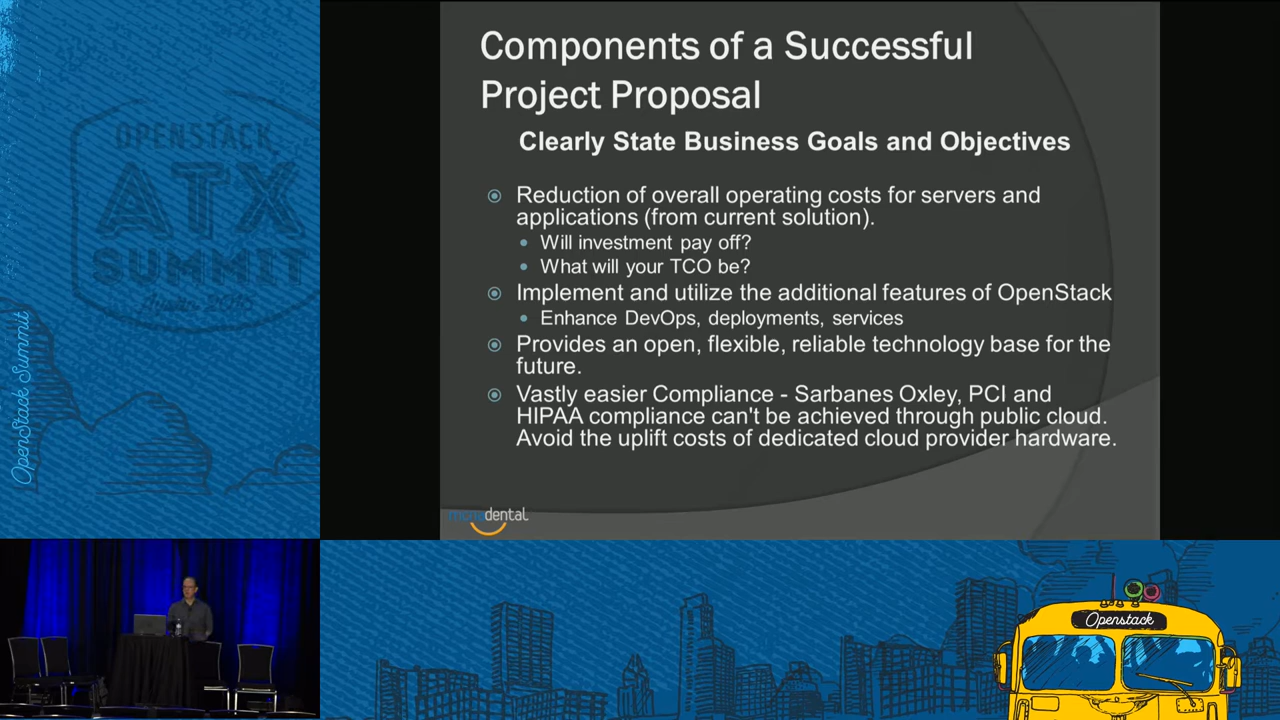 Components of a Successful
Project Proposal
Clearly State Business Goals and Objectives
Reduction of overall operating costs for servers and
applications (from current solution).
Will investment pay off?
What will your TCO be?
Implement and utilize the additional features of OpenStack
Enhance DevOps, deployments, services
Provides an open, flexible, reliable technology base for the
future.
Vastly easier Compliance - Sarbanes Oxley, PCI and
HIPAA compliance can't be achieved through public cloud.
Avoid the uplift costs of dedicated cloud provider hardware.
dental
OPENSTACK
ATX
SUMMIT
OpenStack Summit
Openstack